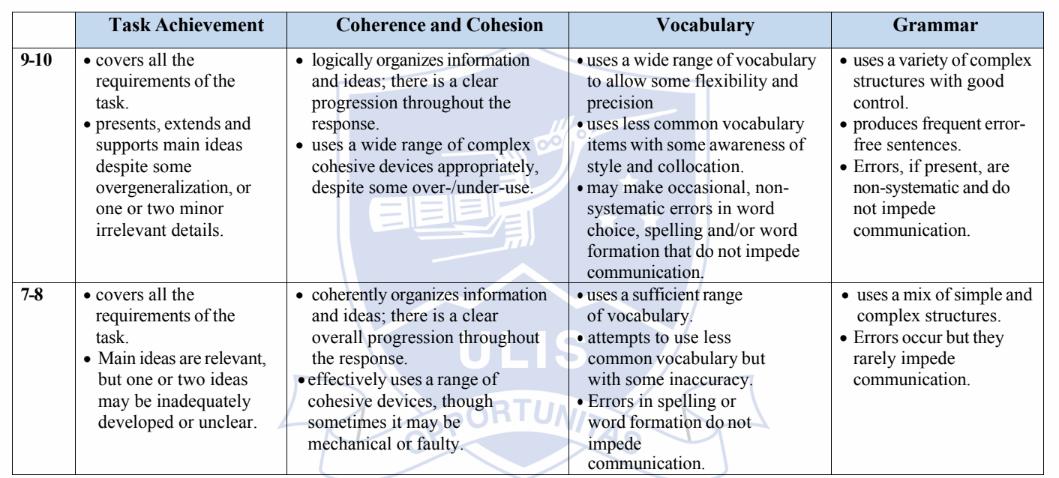 Task Achievement
Coherence and Cohesion
Vocabulary
Grammar
9-10
• covers all the
requirements of the
task.
• presents, extends and
supports main ideas
despite some
overgeneralization, or
one or two minor
irrelevant details.
• logically organizes information
and ideas; there is a clear
progression throughout the
response.
• uses a wide range of complex
cohesive devices appropriately,
despite some over-/under-use.
• uses a wide range of vocabulary
to allow some flexibility and
precision
• uses less common vocabulary
items with some awareness of
style and collocation.
• may make occasional, non-
systematic errors in word
choice, spelling and/or word
formation that do not impede
communication.
• uses a variety of complex
structures with good
control.
• produces frequent error-
free sentences.
• Errors, if present, are
non-systematic and do
not impede
communication.
7-8
• covers all the
requirements of the
task.
• Main ideas are relevant,
but one or two ideas
may be inadequately
developed or unclear.
• coherently organizes information
and ideas; there is a clear
overall progression throughout
the response.
• effectively uses a range of
cohesive devices, though
sometimes it may be
mechanical or faulty.
• uses a sufficient range
of vocabulary.
• attempts to use less
common vocabulary but
with some inaccuracy.
• Errors in spelling or
word formation do not
impede
communication.
• uses a mix of simple and
complex structures.
• Errors occur but they
rarely impede
communication.
ULIS
OPPORTUNITAS